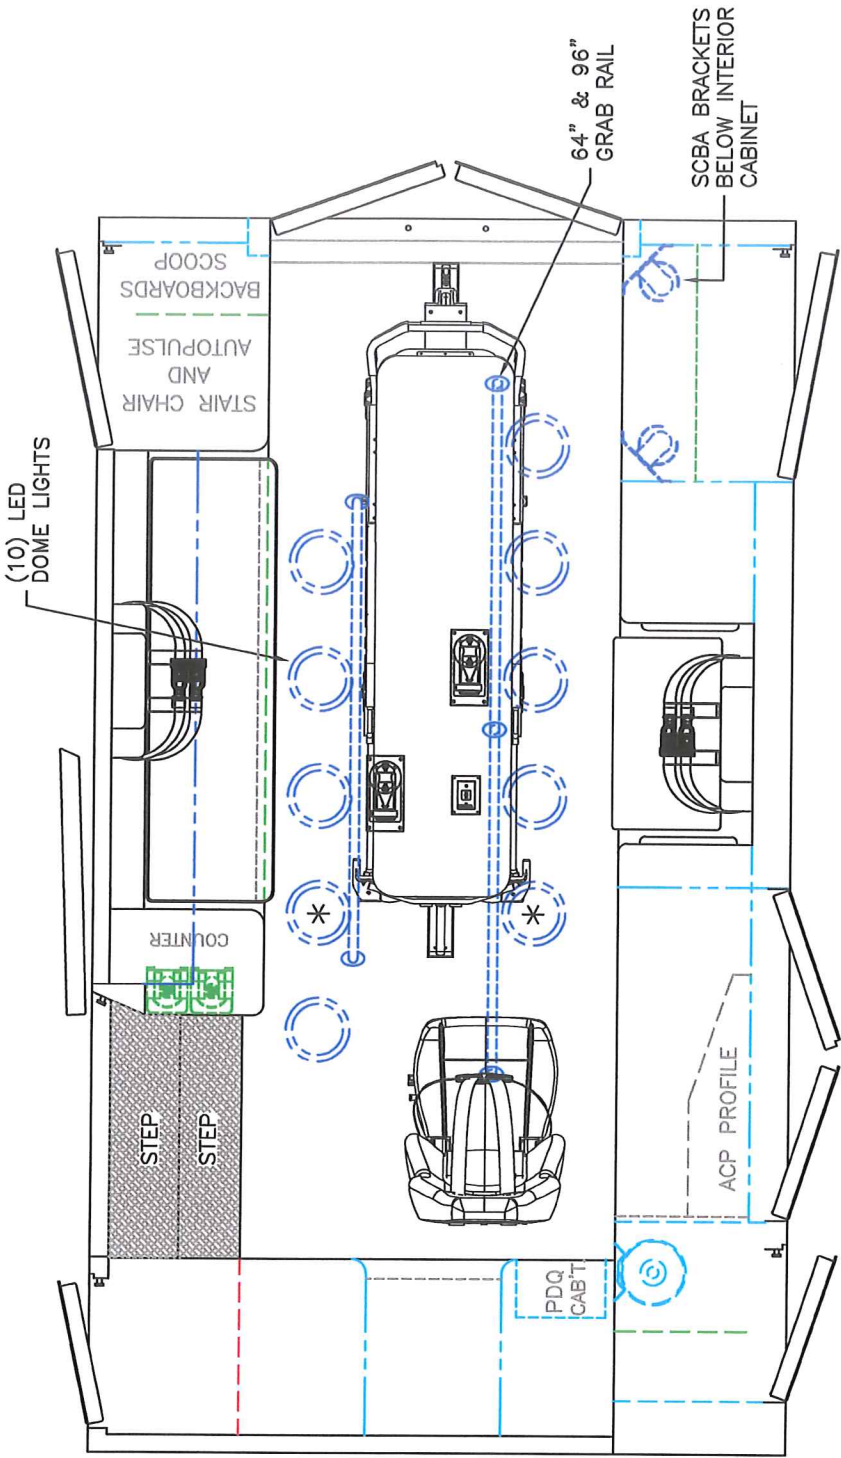 (10) LED
DOME LIGHTS
64" & 96"
GRAB RAIL
SCBA BRACKETS
BELOW INTERIOR
CABINET
BACKBOARDS
SCOOP
STAIR CHAIR
AND
AUTOPULSE
COUNTER
STEP
STEP
*
*
ACP PROFILE
PDQ
CAB'T